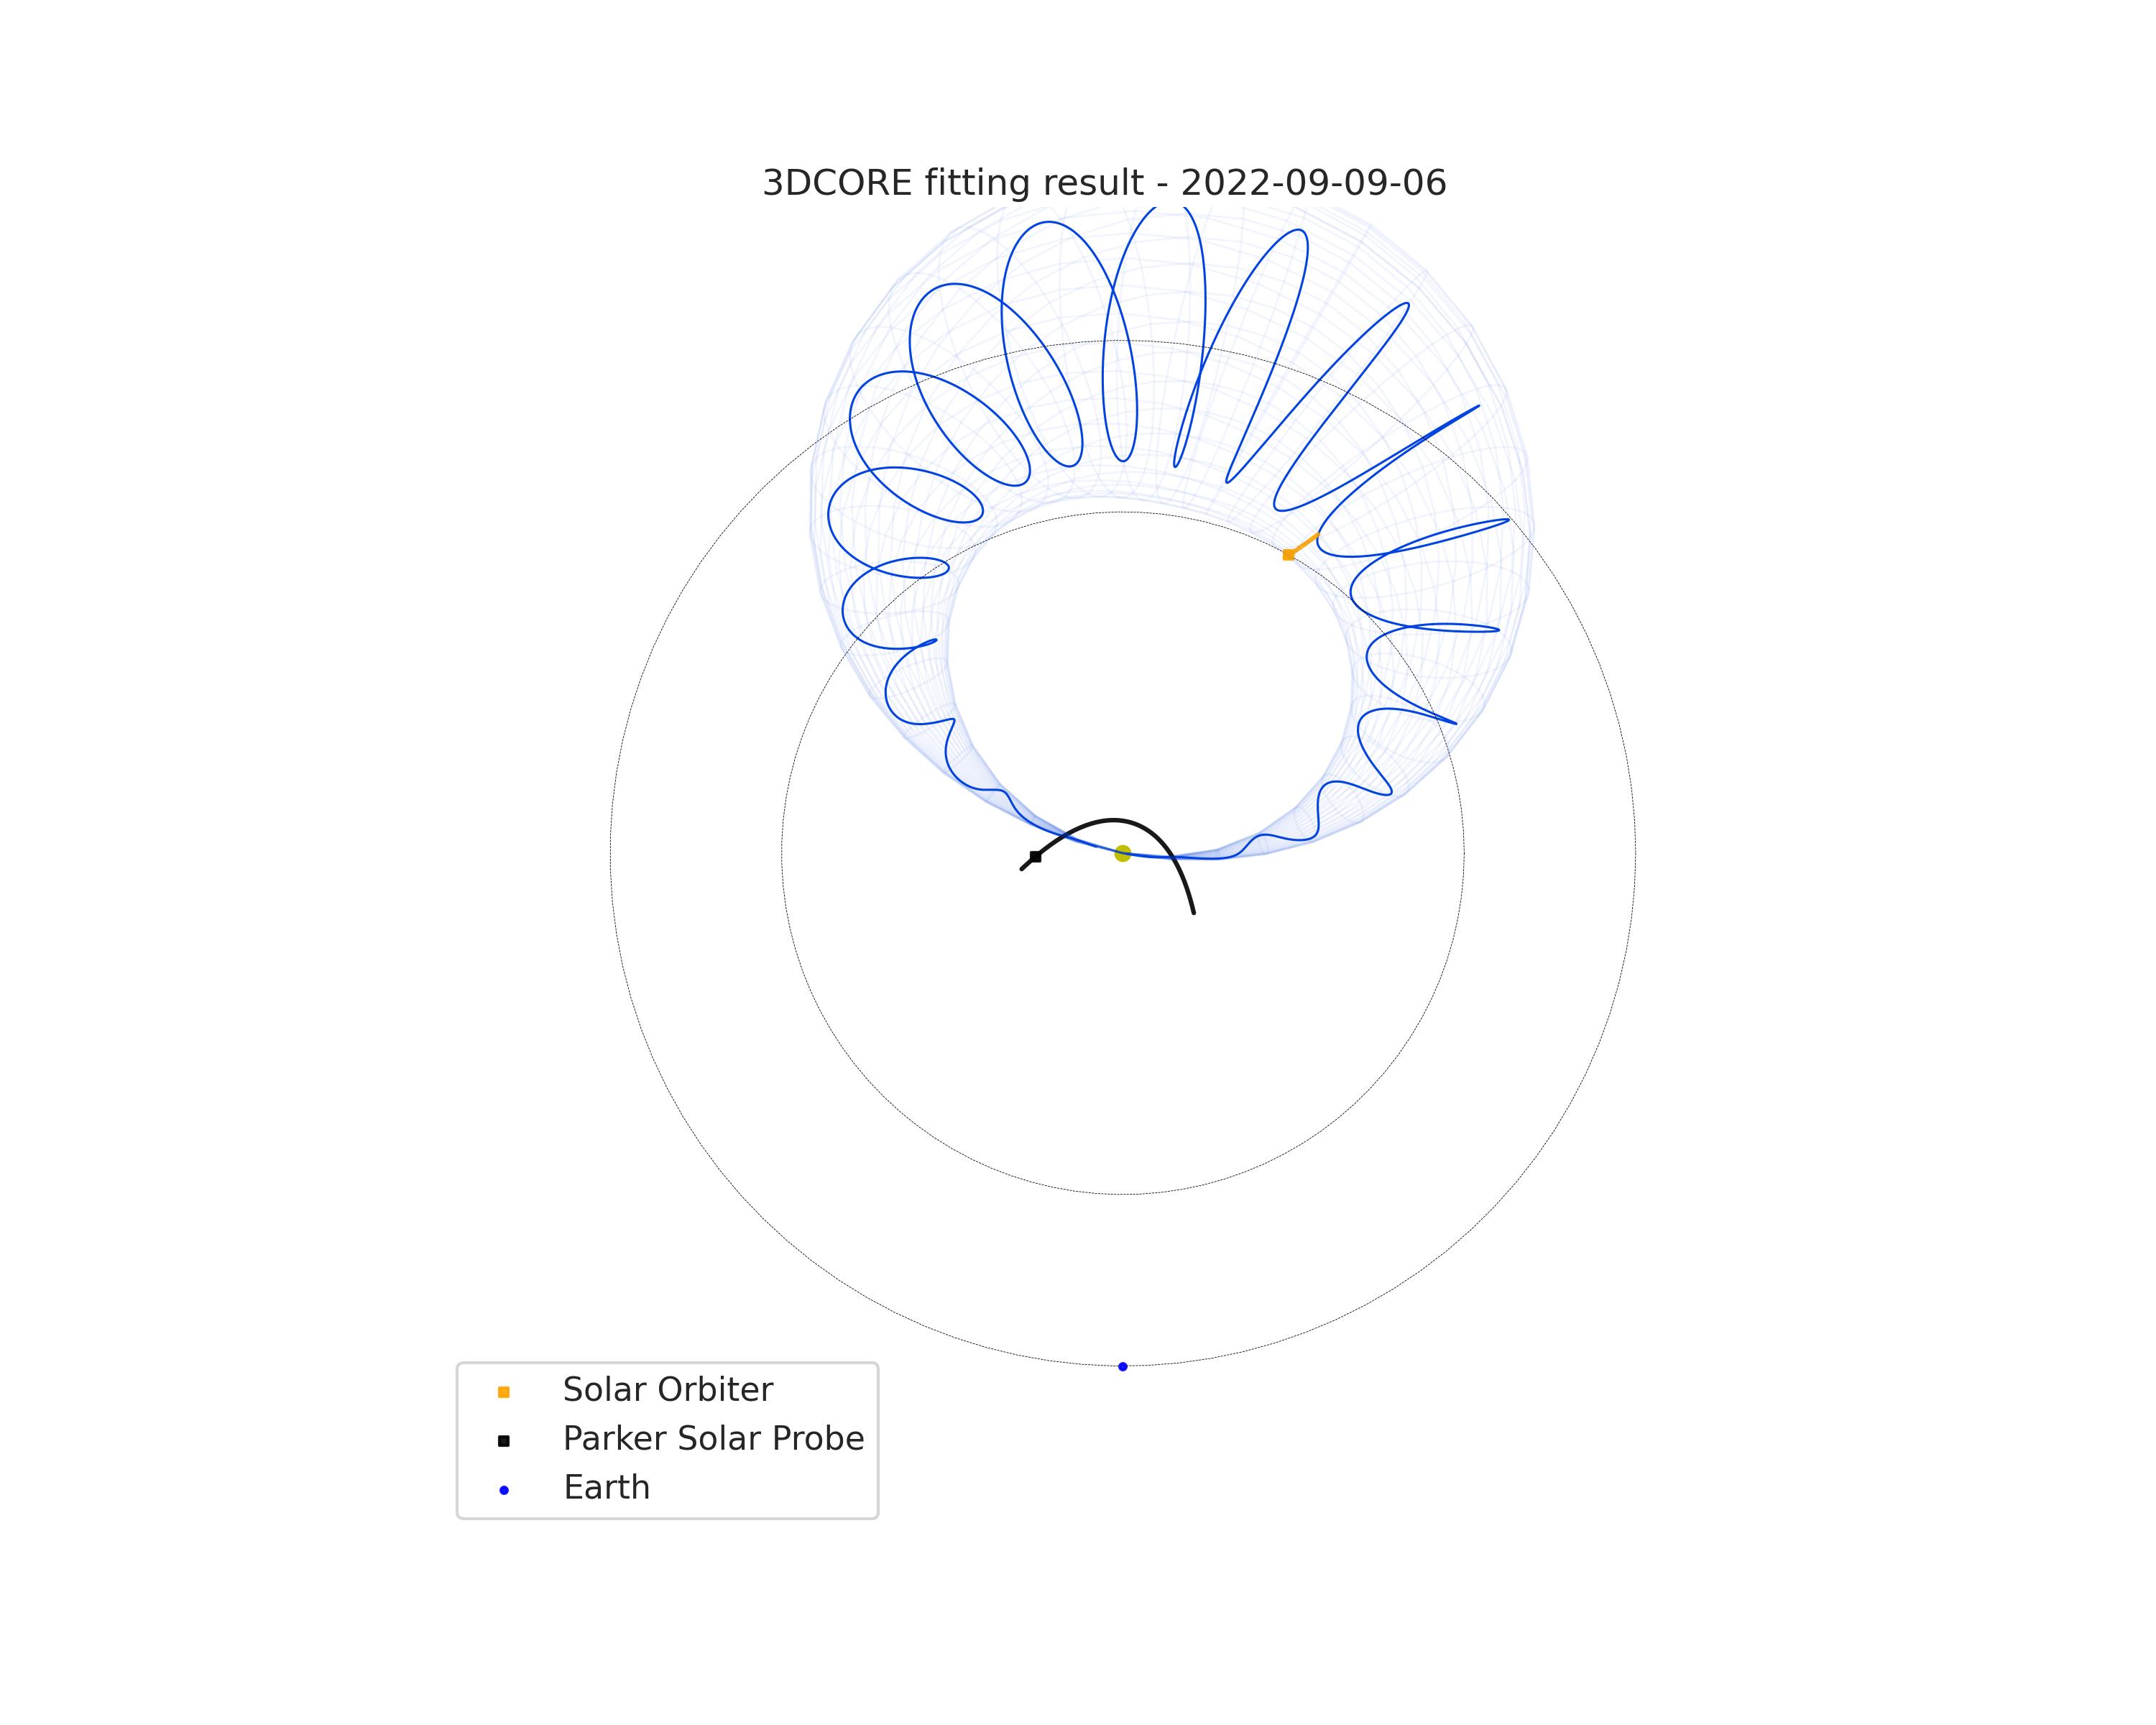 3DCORE fitting result - 2022-09-09-06
Solar Orbiter
Parker Solar Probe
Earth